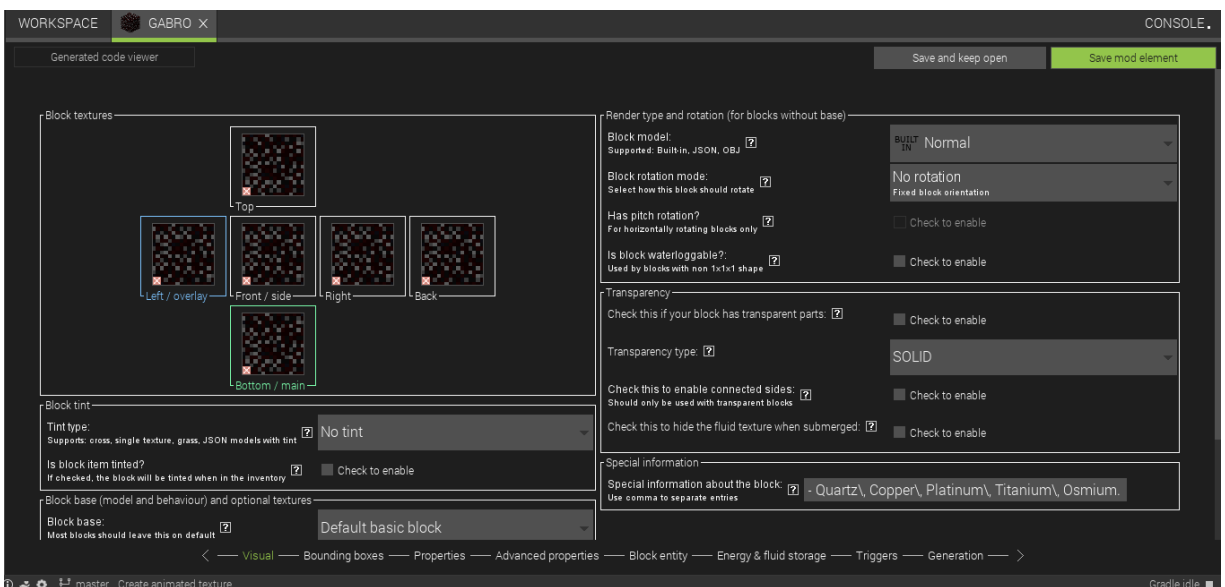 WORKSPACE
GABRO
CONSOLE
Generated code viewer
Save and keep open
Save mod element
Block textures
Top
Left / overlay
Front / side
Right
Back
Bottom / main
Block tint
Tint type:
Supports: cross, single texture, grass, JSON models with tint
? No tint
Is block item tinted?
If checked, the block will be tinted when in the inventory
? Check to enable
Block base (model and behaviour) and optional textures
Block base:
Most blocks should leave this on default
? Default basic block
Render type and rotation (for blocks without base)
Block model:
Supported: Built-in, JSON, OBJ
? BUILT IN Normal
Block rotation mode:
Select how this block should rotate
? No rotation
Fixed block orientation
Has pitch rotation?
For horizontally rotating blocks only
? Check to enable
Is block waterloggable?:
Used by blocks with non 1x1x1 shape
? Check to enable
Transparency
Check this if your block has transparent parts: ? Check to enable
Transparency type: ? SOLID
Check this to enable connected sides:
Should only be used with transparent blocks
? Check to enable
Check this to hide the fluid texture when submerged: ? Check to enable
Special information
Special information about the block:
Use comma to separate entries
? - Quartz\, Copper\, Platinum\, Titanium\, Osmium.
Visual
Bounding boxes
Properties
Advanced properties
Block entity
Energy & fluid storage
Triggers
Generation
master Create animated texture
Gradle idle